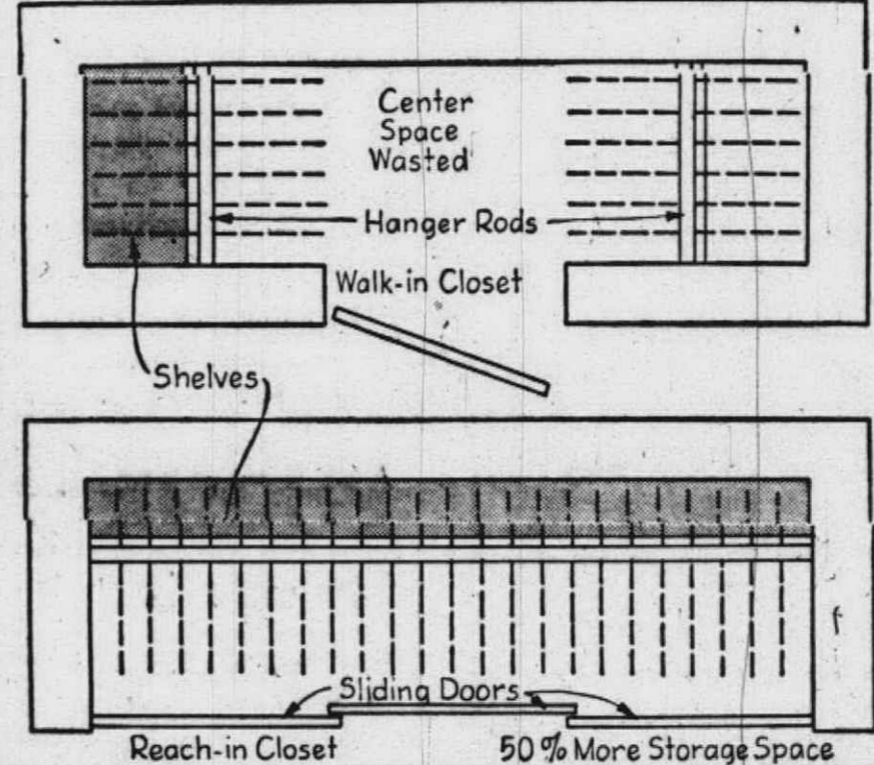 Center
Space
Wasted
Hanger Rods
Walk-in Closet
Shelves
Sliding Doors
Reach-in Closet
50% More Storage Space